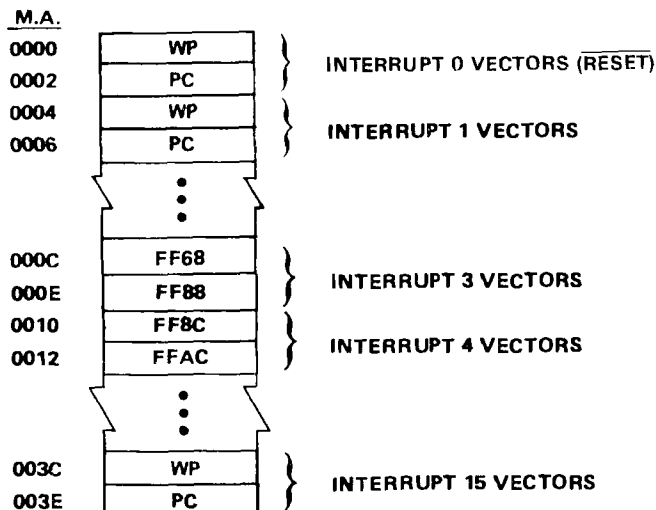 M.A.
0000 WP
INTERRUPT 0 VECTORS (RESET)
0002 PC
0004 WP
INTERRUPT 1 VECTORS
0006 PC
000C FF68
INTERRUPT 3 VECTORS
000E FF88
0010 FF8C
INTERRUPT 4 VECTORS
0012 FFAC
003C WP
INTERRUPT 15 VECTORS
003E PC